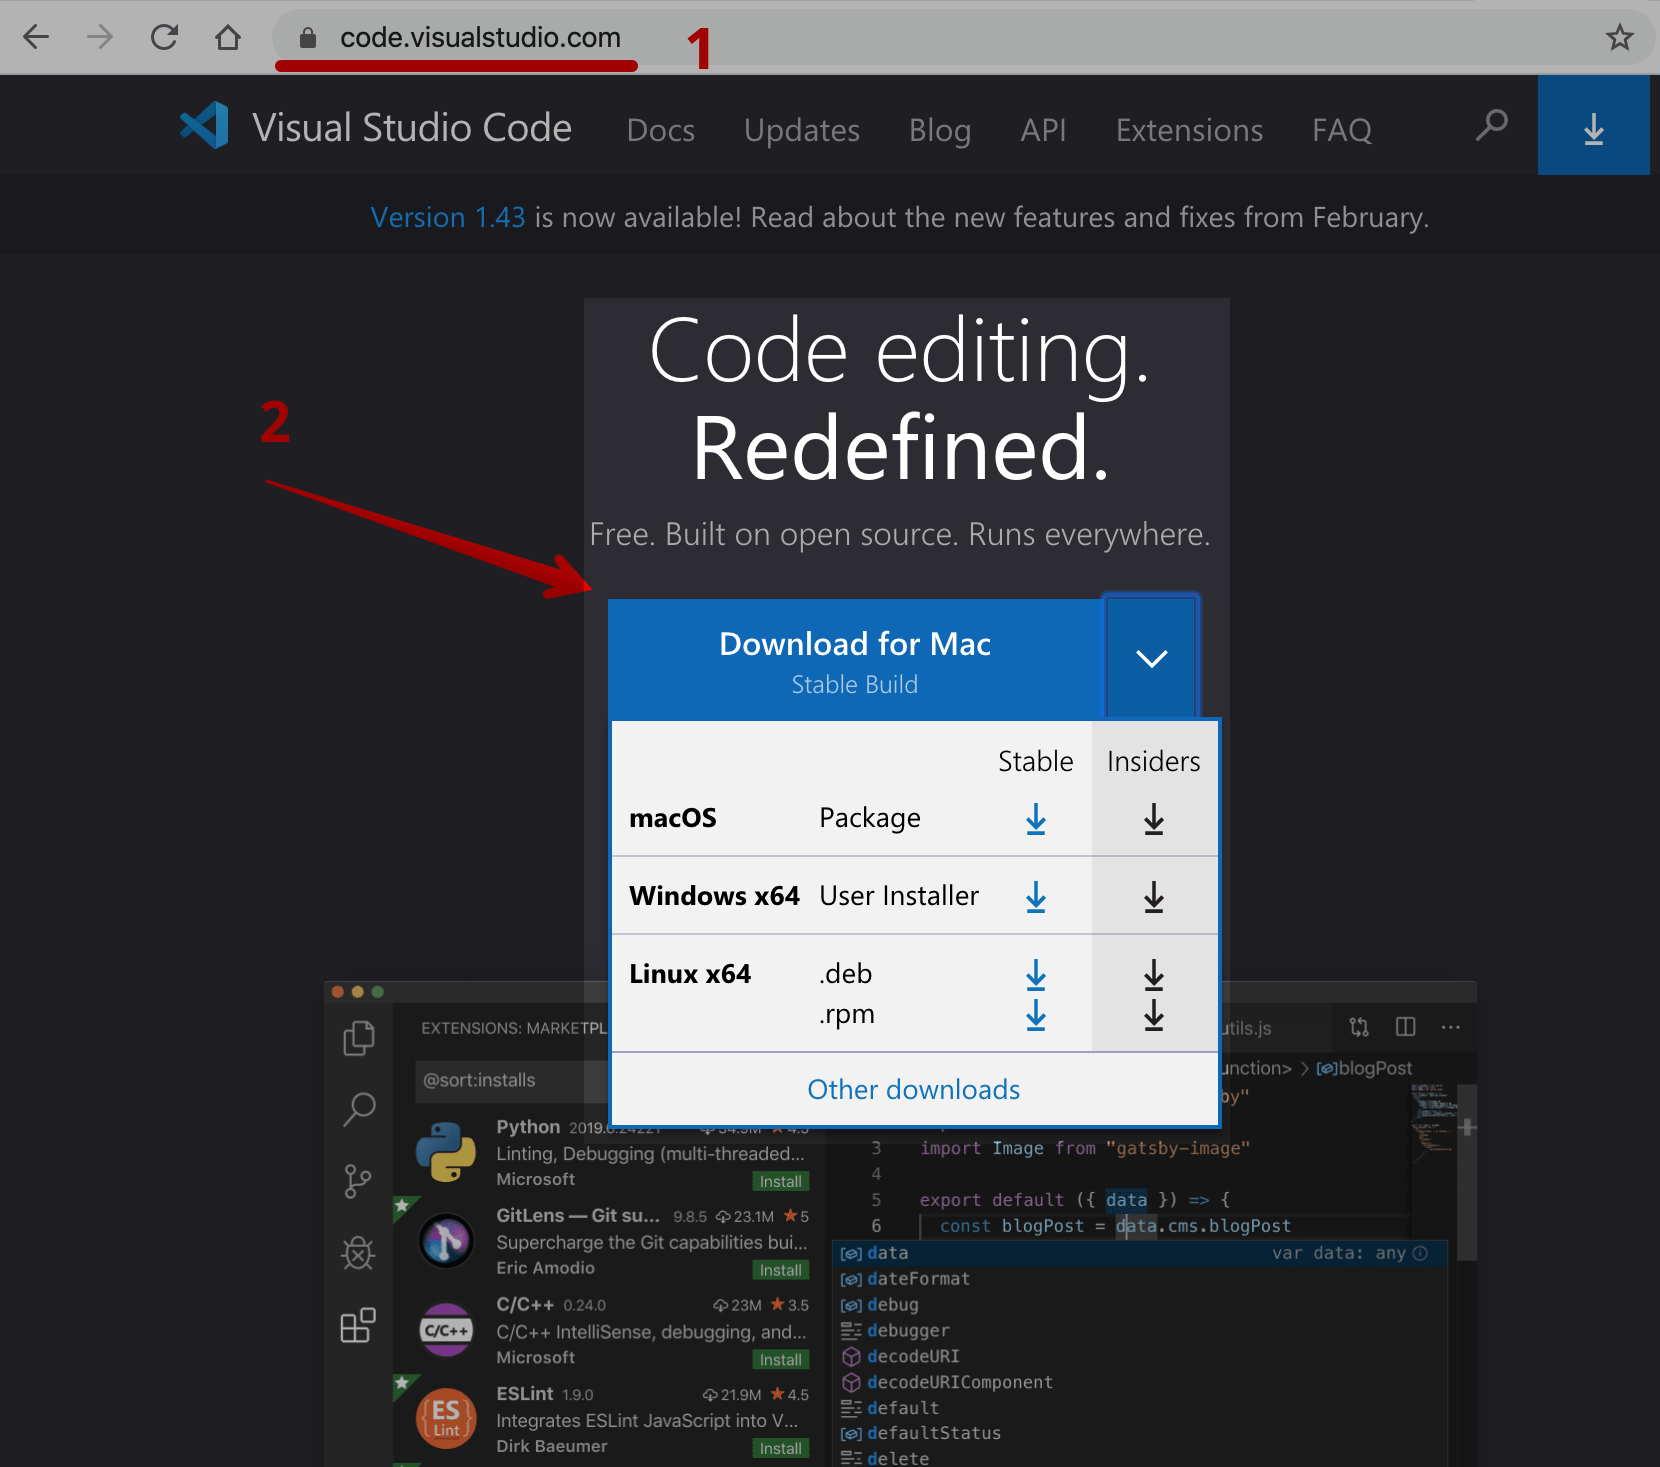 code.visualstudio.com
1
Visual Studio Code Docs Updates Blog API Extensions FAQ
Version 1.43 is now available! Read about the new features and fixes from February.
Code editing.
Redefined.
2
Free. Built on open source. Runs everywhere.
Download for Mac
Stable Build
Stable Insiders
macOS Package
Windows x64 User Installer
Linux x64 .deb
.rpm
Other downloads
EXTENSIONS: MARKETPL
@sort:installs
Python
Linting, Debugging (multi-threaded...
Microsoft Install
GitLens — Git su... 9.8.5 23.1M 5
Supercharge the Git capabilities bui...
Eric Amodio Install
C/C++ 0.24.0 23M 3.5
C/C++
C/C++ IntelliSense, debugging, and...
Microsoft Install
ESLint 1.9.0 21.9M 4.5
ES
Lint
Integrates ESLint JavaScript into V...
Dirk Baeumer Install
utils.js
unction> blogPost
by"
3 import Image from "gatsby-image"
4
5 export default ({ data }) => {
6 const blogPost = data.cms.blogPost
data var data: any
dateFormat
debug
debugger
decodeURI
decodeURIComponent
default
defaultStatus
delete